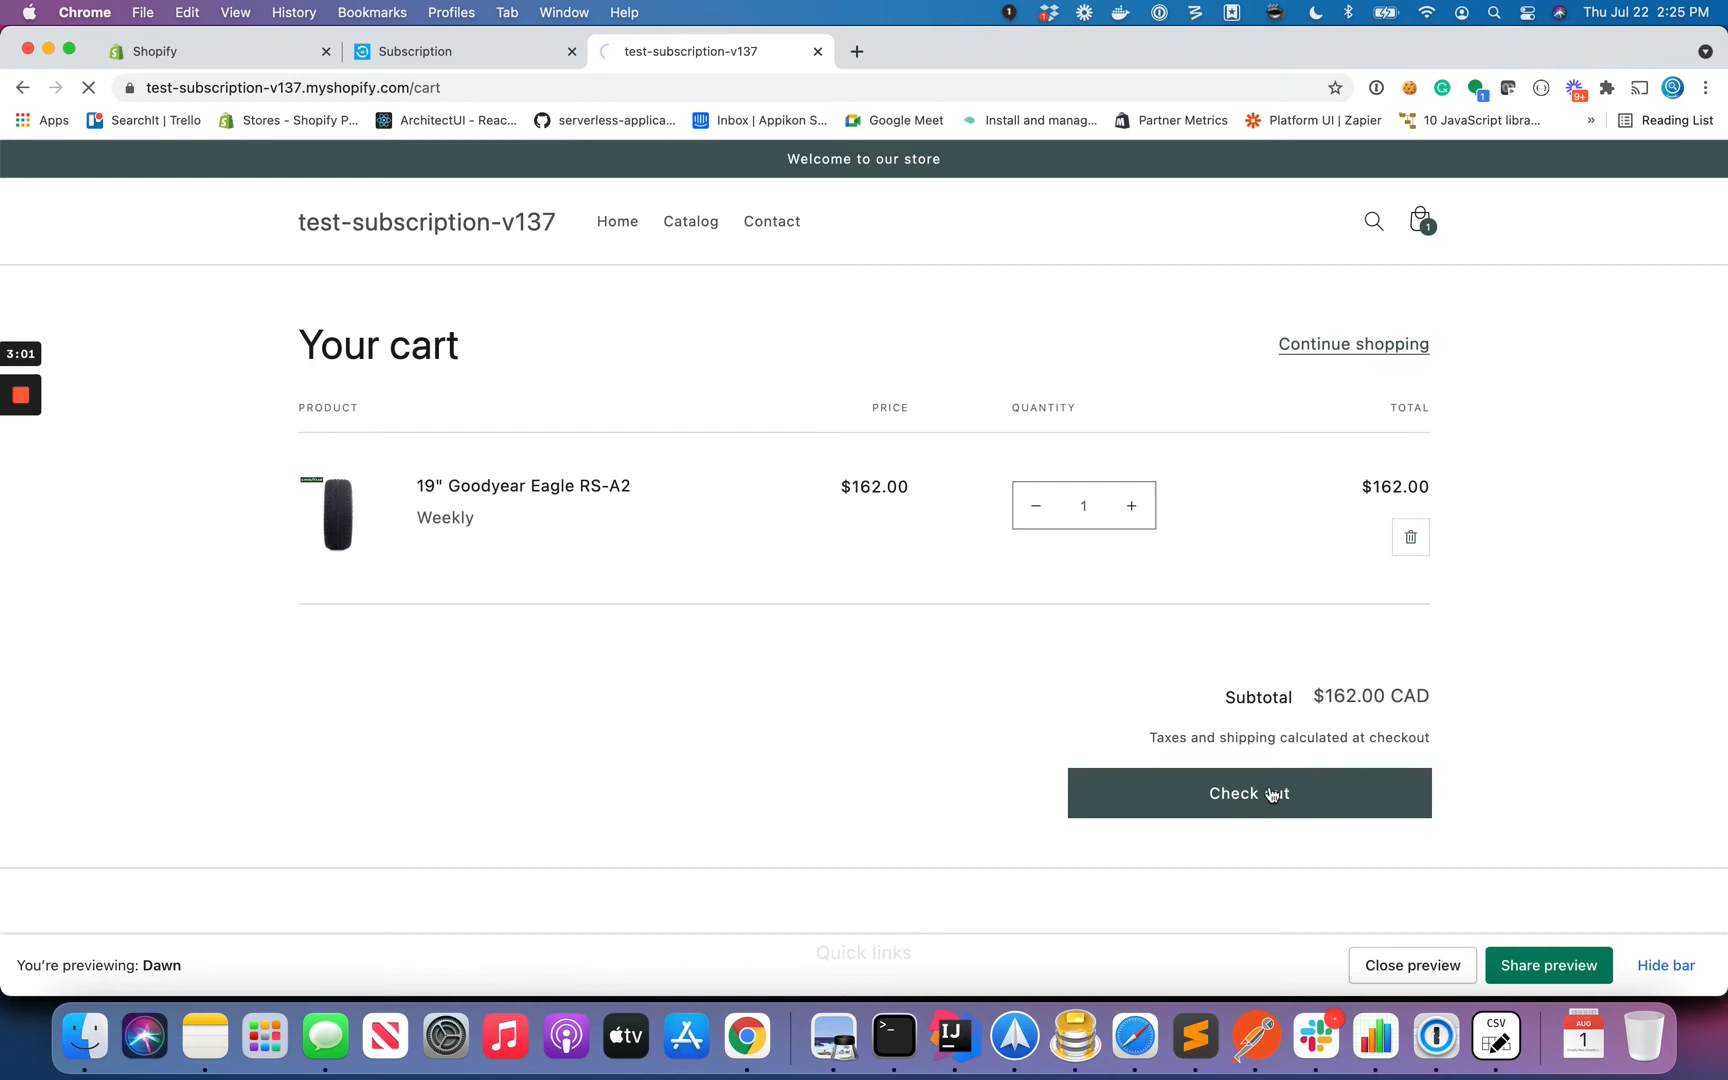 Chrome File Edit View History Bookmarks Profiles Tab Window Help Thu Jul 22 2:25 PM
Shopify Subscription test-subscription-v137
test-subscription-v137.myshopify.com/cart
Apps SearchIt | Trello Stores - Shopify P... ArchitectUI - Reac... serverless-applica... Inbox | Appikon S... Google Meet Install and manag... Partner Metrics Platform UI | Zapier 10 JavaScript libra... » Reading List
Welcome to our store
test-subscription-v137 Home Catalog Contact
1
Your cart Continue shopping
3:01
PRODUCT PRICE QUANTITY TOTAL
19" Goodyear Eagle RS-A2 $162.00 1 $162.00
Weekly
Subtotal $162.00 CAD
Taxes and shipping calculated at checkout
Check out
Quick links
You're previewing: Dawn Close preview Share preview Hide bar
tv CSV AUG 1